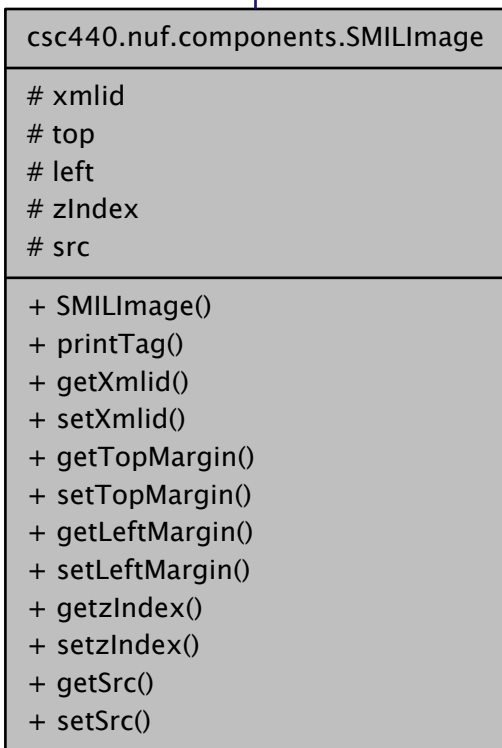 csc440.nuf.components.SMILImage
# xmlid
# top
# left
# zIndex
# src
+ SMILImage()
+ printTag()
+ getXmlid()
+ setXmlid()
+ getTopMargin()
+ setTopMargin()
+ getLeftMargin()
+ setLeftMargin()
+ getzIndex()
+ setzIndex()
+ getSrc()
+ setSrc()